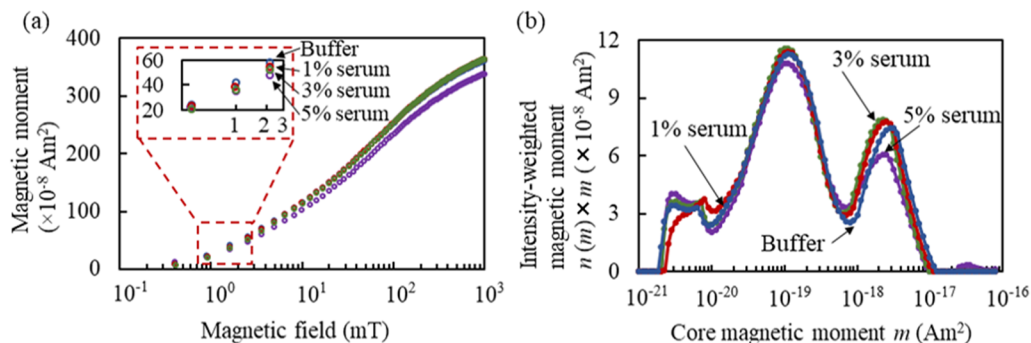 (a)
Magnetic moment
(×10-8 Am2)
400
300
200
100
0
10-1
100
101
102
103
Magnetic field (mT)
60
40
20
1
2
3
Buffer
1% serum
3% serum
5% serum
(b)
Intensity-weighted
magnetic moment
n (m) × m ( × 10-8 Am2)
12
9
6
3
0
10-21
10-20
10-19
10-18
10-17
10-16
Core magnetic moment m (Am2)
1% serum
3% serum
5% serum
Buffer